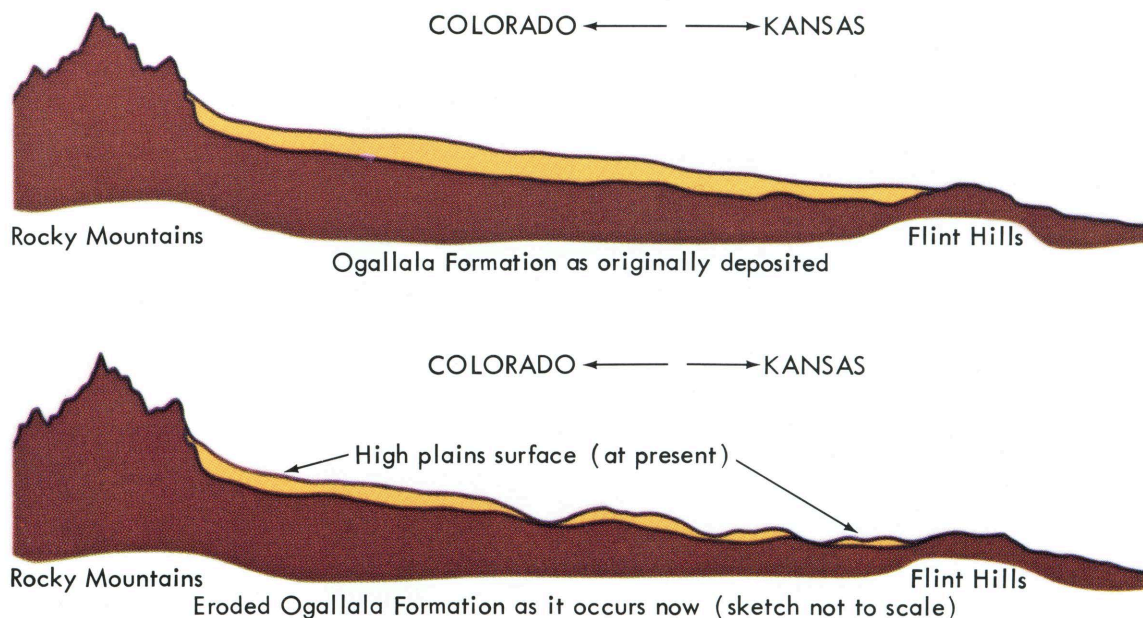 COLORADO KANSAS
Rocky Mountains Flint Hills
Ogallala Formation as originally deposited
COLORADO KANSAS
High plains surface (at present)
Rocky Mountains Flint Hills
Eroded Ogallala Formation as it occurs now (sketch not to scale)